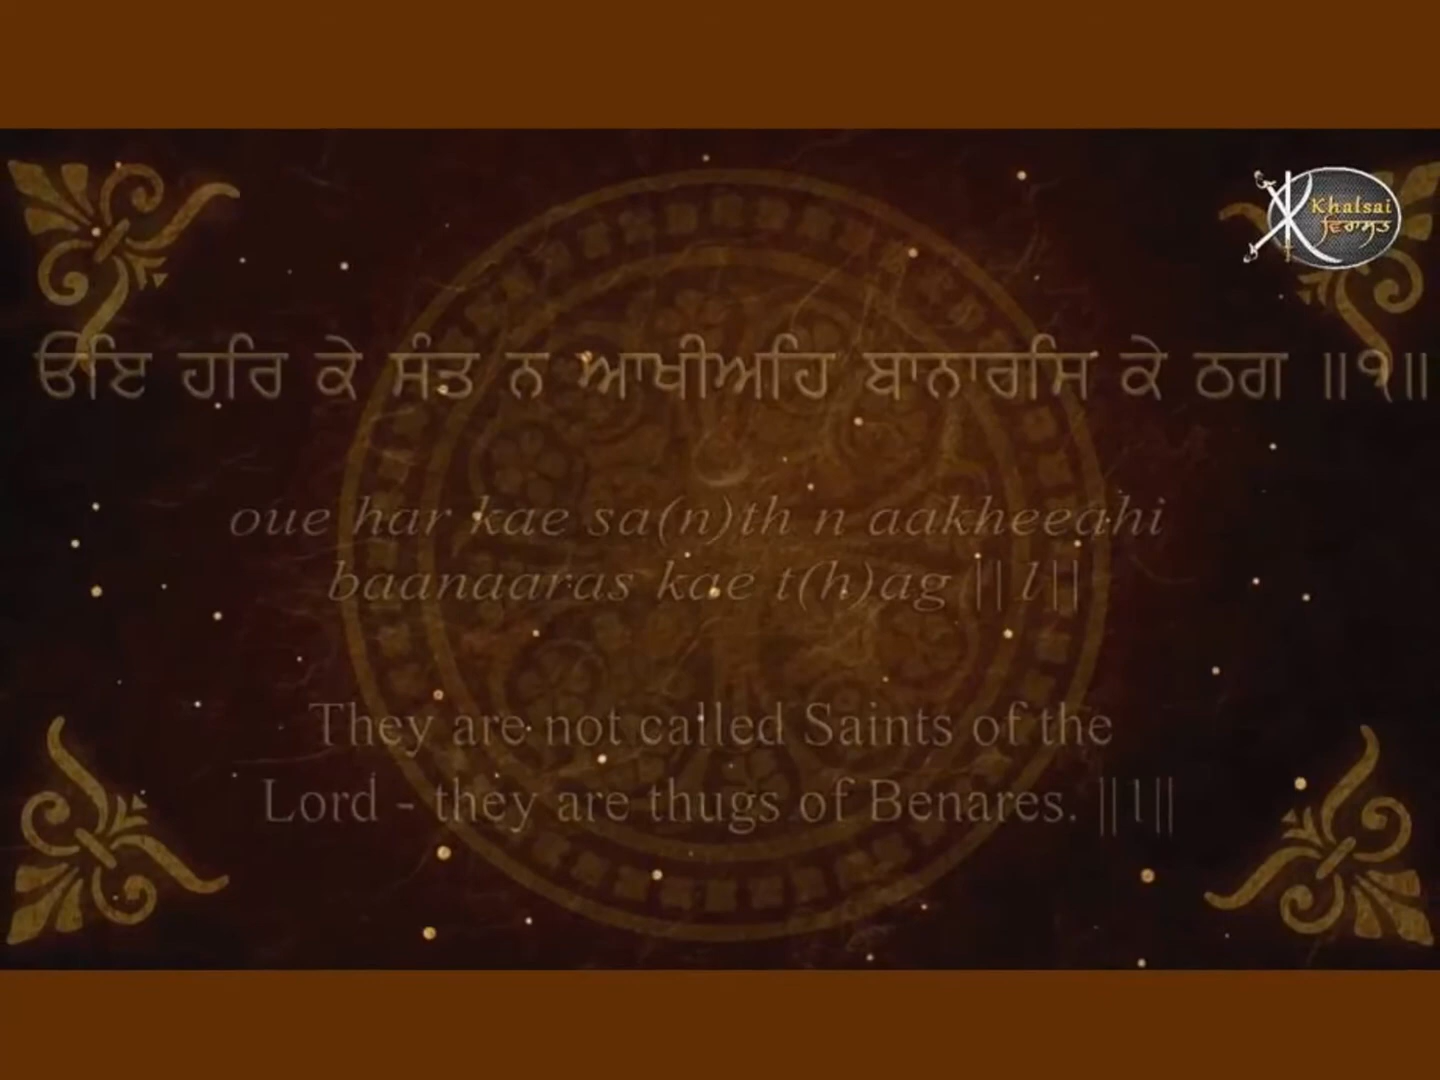 Khalsai
ਵਿਰਾਸਤ
ਓਇ ਹਰਿ ਕੇ ਸੰਤ ਨ ਆਖੀਅਹਿ ਬਾਨਾਰਸਿ ਕੇ ਠਗ ॥੧॥
oue har kae sa(n)th n aakheeahi
baanaaras kae t(h)ag ||1||
They are not called Saints of the
Lord - they are thugs of Benares. ||1||